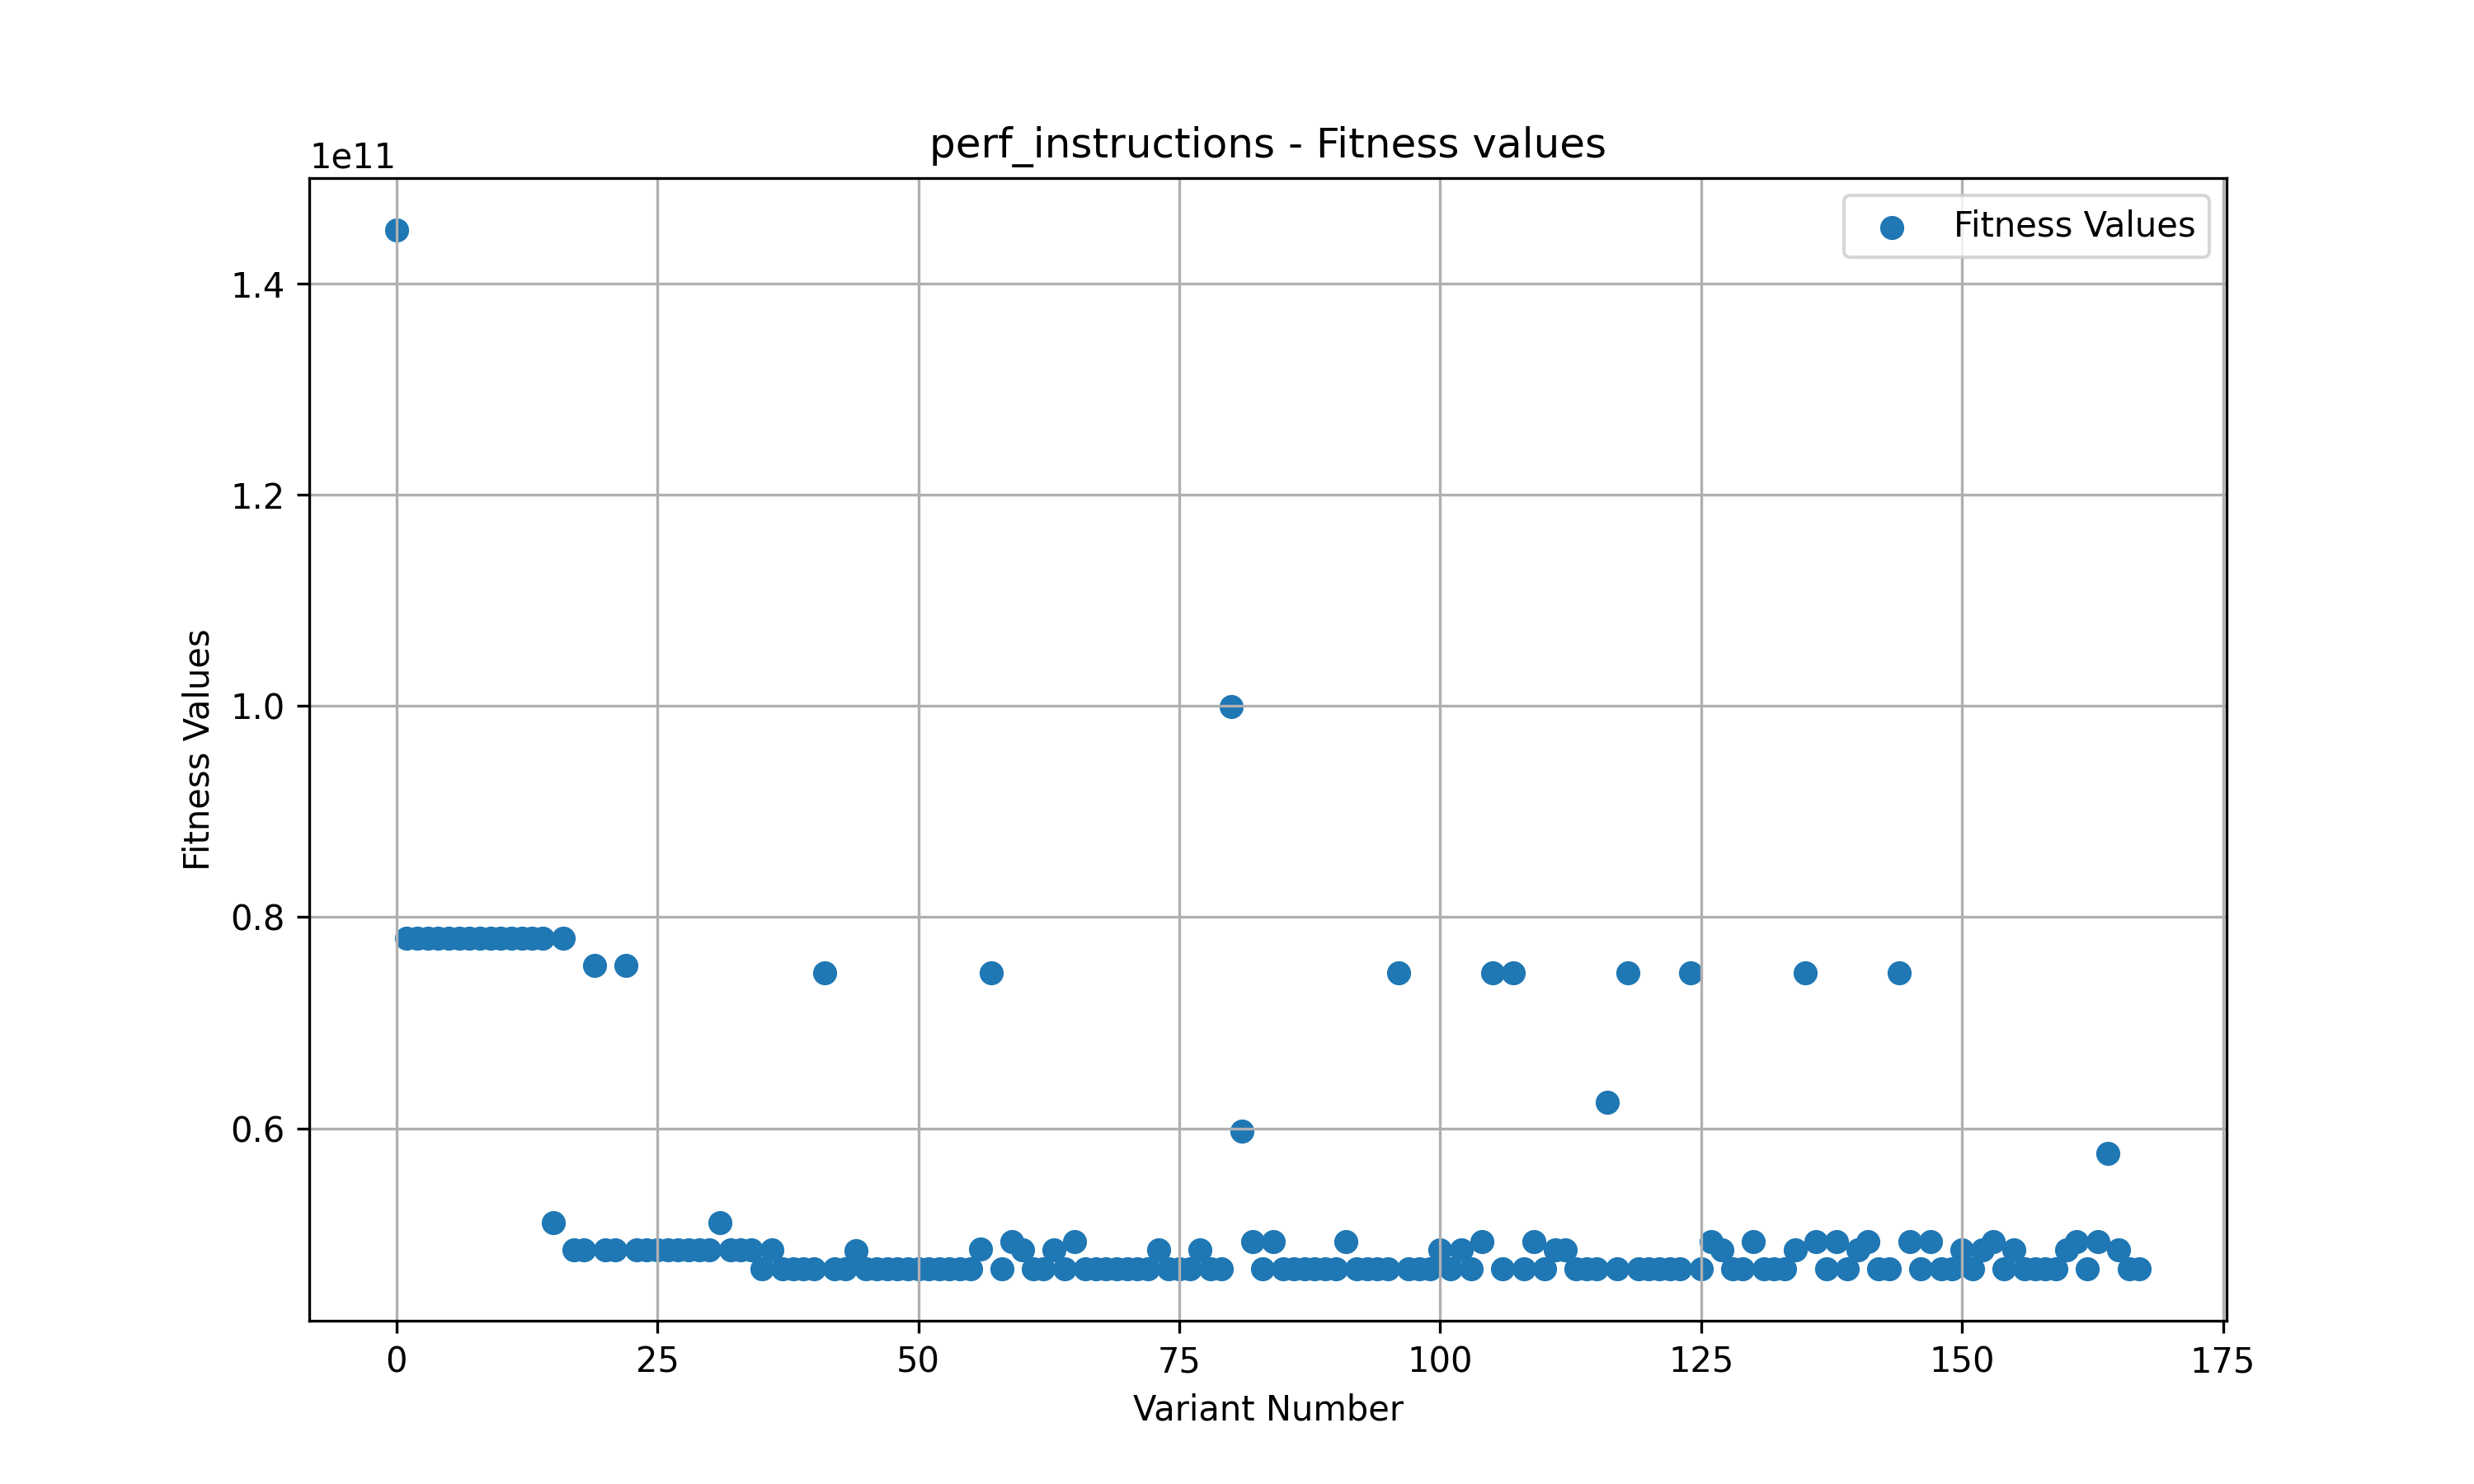 perf_instructions - Fitness values
1e11
Fitness Values
1.4
1.2
1.0
0.8
0.6
Fitness Values
0 25 50 75 100 125 150 175
Variant Number